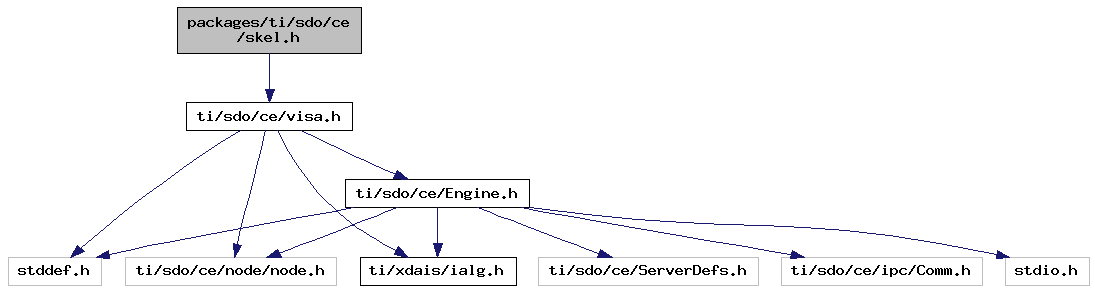 packages/ti/sdo/ce
/skel.h
ti/sdo/ce/visa.h
ti/sdo/ce/Engine.h
stddef.h
ti/sdo/ce/node/node.h
ti/xdais/ialg.h
ti/sdo/ce/ServerDefs.h
ti/sdo/ce/ipc/Comm.h
stdio.h